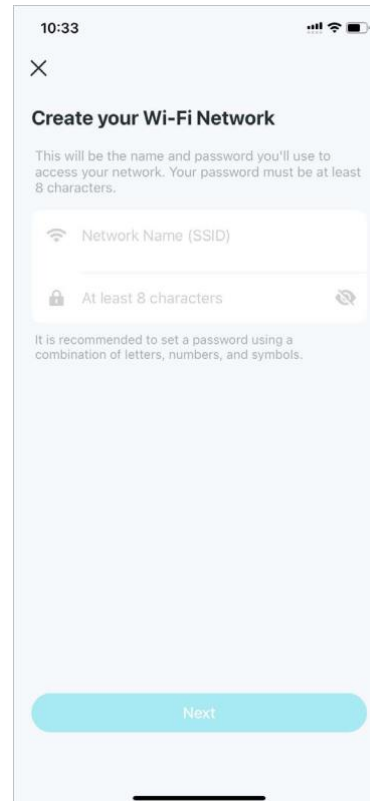 10:33
Create your Wi-Fi Network
This will be the name and password you'll use to
access your network. Your password must be at least
8 characters.
Network Name (SSID)
At least 8 characters
It is recommended to set a password using a
combination of letters, numbers, and symbols.
Next